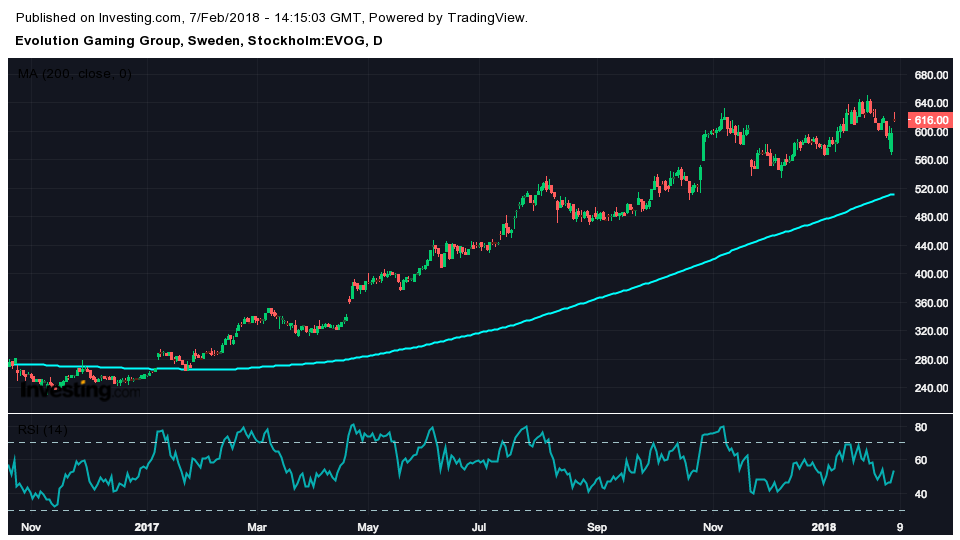 Published on Investing.com, 7/Feb/2018 - 14:15:03 GMT, Powered by TradingView.
Evolution Gaming Group, Sweden, Stockholm:EVOG, D
MA (200, close, 0)
680.00
640.00
616.00
600.00
560.00
520.00
480.00
440.00
400.00
360.00
320.00
280.00
240.00
Investing.com
RSI (14)
80
60
40
Nov 2017 Mar May Jul Sep Nov 2018 9